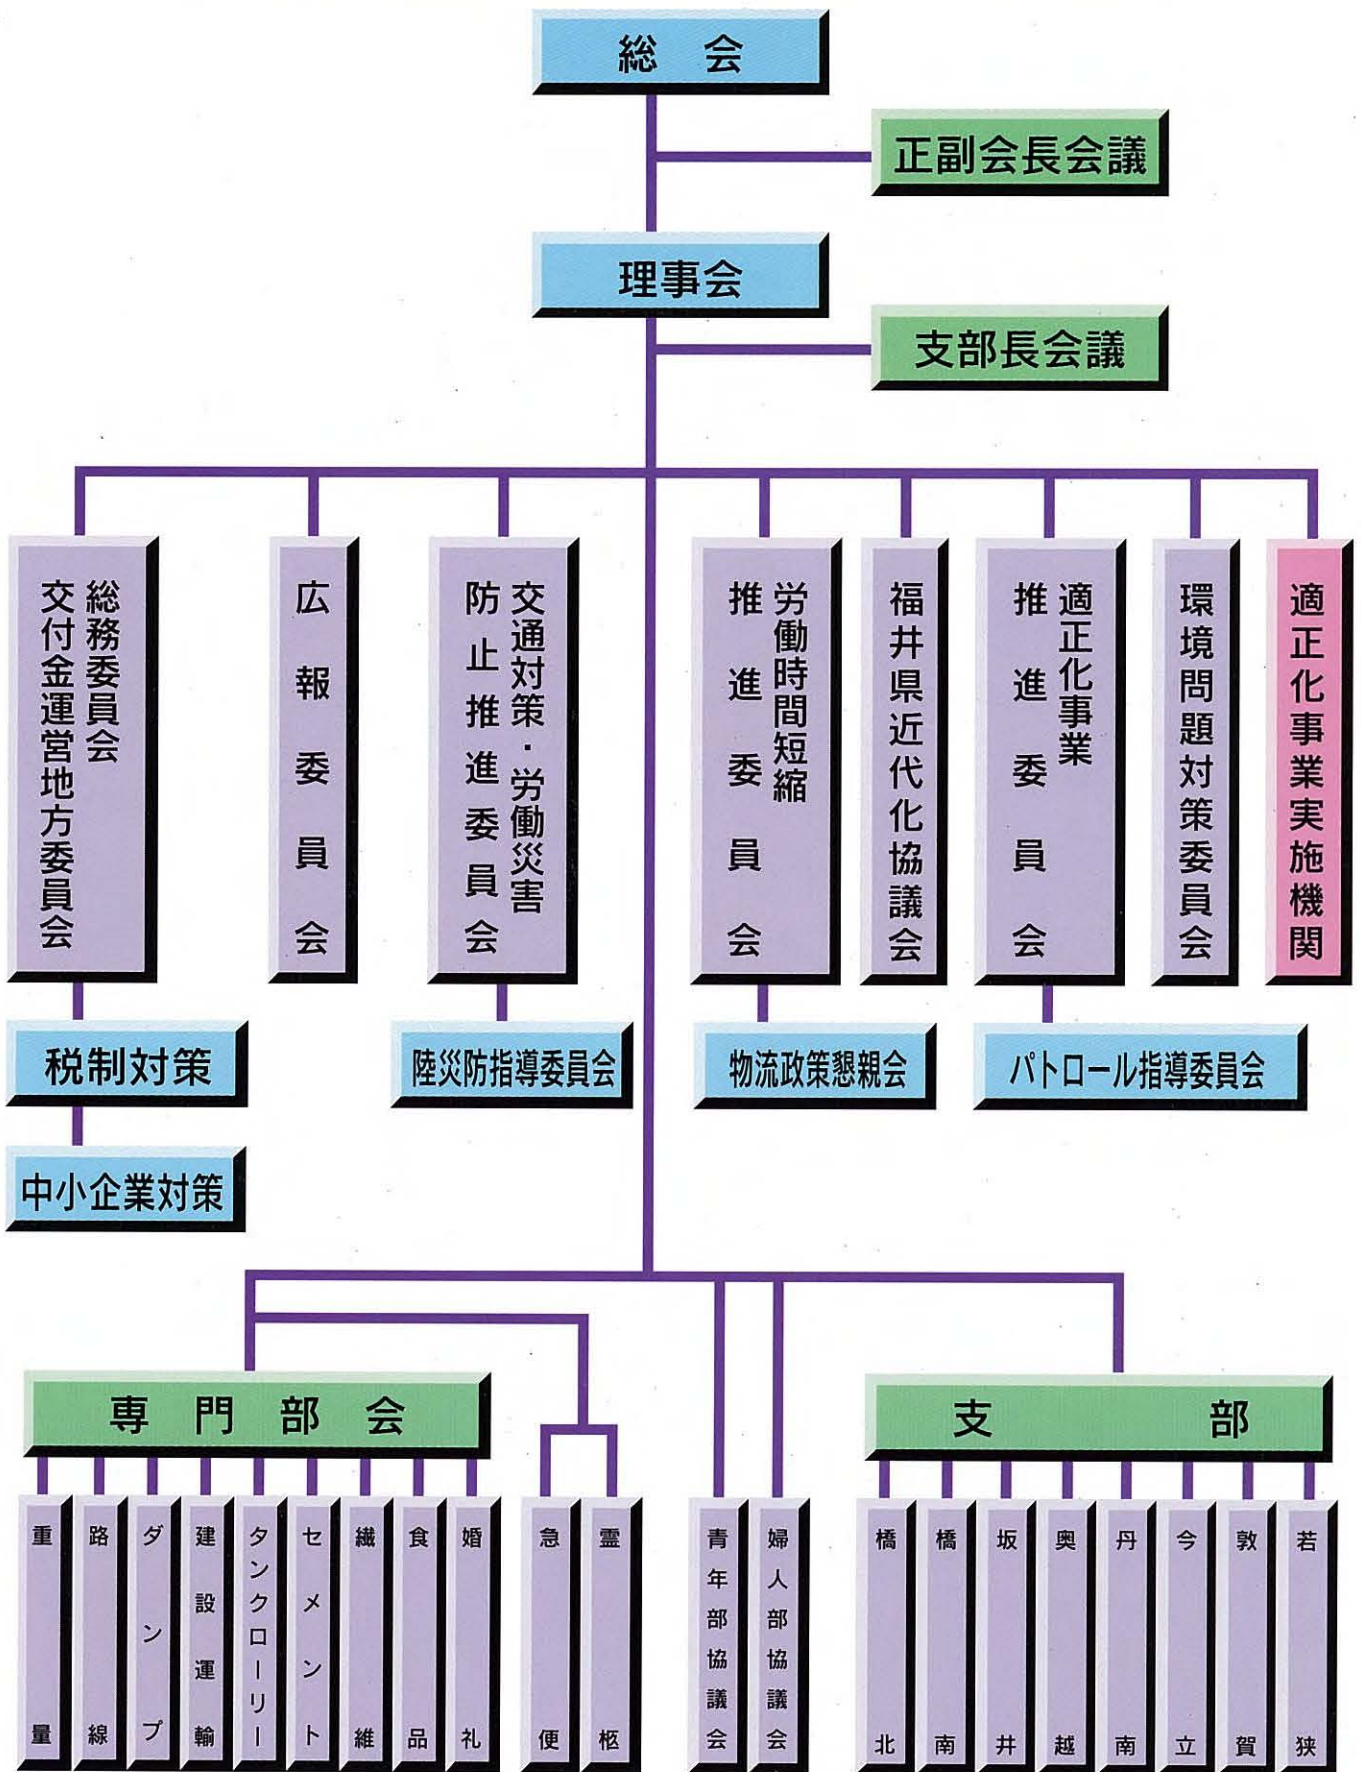 総会
正副会長会議
理事会
支部長会議
総務委員会
交付金運営地方委員会
広報委員会
交通対策・労働災害
防止推進委員会
労働時間短縮
推進委員会
福井県近代化協議会
適正化事業
推進委員会
環境問題対策委員会
適正化事業実施機関
税制対策
陸災防指導委員会
物流政策懇親会
パトロール指導委員会
中小企業対策
専門部会
支部
重量
路線
ダンプ
建設運輸
タンクローリー
セメント
繊維
食品
婚礼
急便
霊柩
青年部協議会
婦人部協議会
橋北
橋南
坂井
奥越
丹南
今立
敦賀
若狭